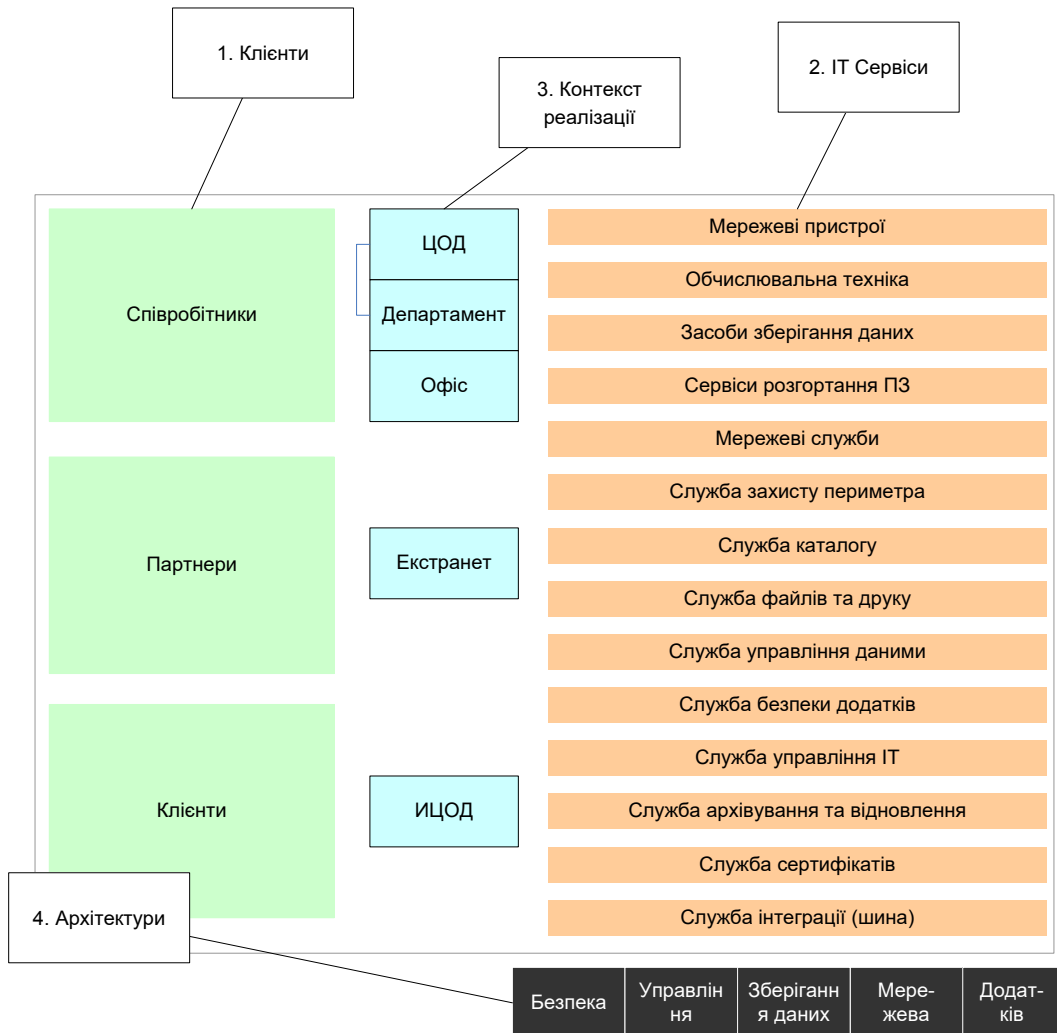 1. Клієнти
3. Контекст
реалізації
2. ІТ Сервіси
Співробітники
ЦОД
Департамент
Офіс
Партнери
Екстранет
Клієнти
ИЦОД
Мережеві пристрої
Обчислювальна техніка
Засоби зберігання даних
Сервіси розгортання ПЗ
Мережеві служби
Служба захисту периметра
Служба каталогу
Служба файлів та друку
Служба управління даними
Служба безпеки додатків
Служба управління ІТ
Служба архівування та відновлення
Служба сертифікатів
Служба інтеграції (шина)
4. Архітектури
Безпека
Управлін
ня
Зберіганн
я даних
Мере-
жева
Додат-
ків